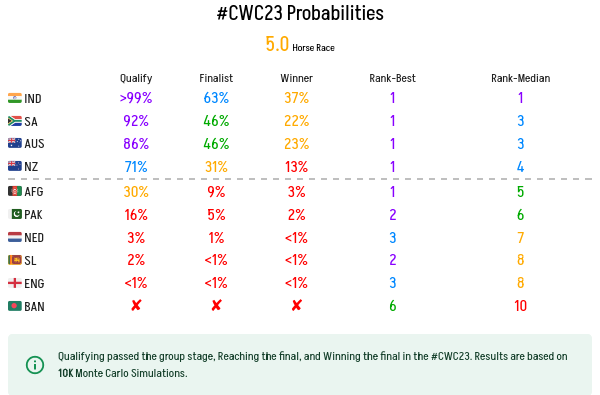 #CWC23 Probabilities
5.0 Horse Race
Qualify Finalist Winner Rank-Best Rank-Median
IND >99% 63% 37% 1 1
SA 92% 46% 22% 1 3
AUS 86% 46% 23% 1 3
NZ 71% 31% 13% 1 4
AFG 30% 9% 3% 1 5
PAK 16% 5% 2% 2 6
NED 3% 1% <1% 3 7
SL 2% <1% <1% 2 8
ENG <1% <1% <1% 3 8
BAN ✘ ✘ ✘ 6 10
Qualifying passed the group stage, Reaching the final, and Winning the final in the #CWC23. Results are based on
10K Monte Carlo Simulations.